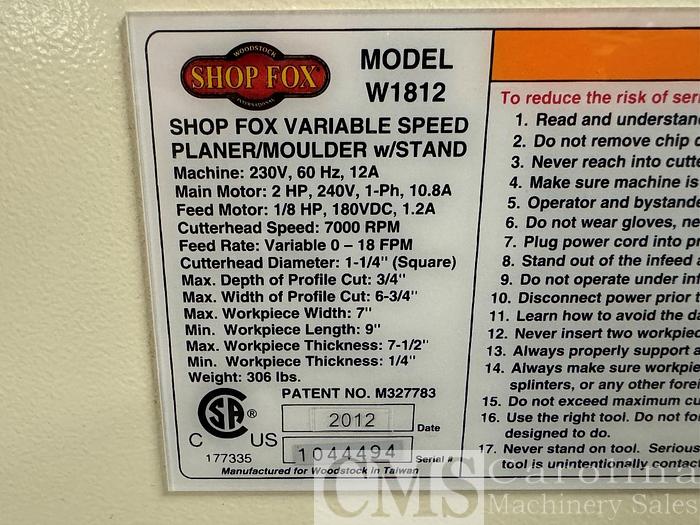 WOODSTOCK
SHOP FOX
INTERNATIONAL
MODEL
W1812
SHOP FOX VARIABLE SPEED
PLANER/MOULDER w/STAND
Machine: 230V, 60 Hz, 12A
Main Motor: 2 HP, 240V, 1-Ph, 10.8A
Feed Motor: 1/8 HP, 180VDC, 1.2A
Cutterhead Speed: 7000 RPM
Feed Rate: Variable 0 – 18 FPM
Cutterhead Diameter: 1-1/4" (Square)
Max. Depth of Profile Cut: 3/4"
Max. Width of Profile Cut: 6-3/4"
Max. Workpiece Width: 7"
Min. Workpiece Length: 9"
Max. Workpiece Thickness: 7-1/2"
Min. Workpiece Thickness: 1/4"
Weight: 306 lbs.
PATENT NO. M327783
SA ®
C US
177335
2012 Date
1044494 Serial #
Manufactured for Woodstock in Taiwan
To reduce the risk of seri
1. Read and understan
2. Do not remove chip
3. Never reach into cutte
4. Make sure machine is
5. Operator and bystande
6. Do not wear gloves, ne
7. Plug power cord into pr
8. Stand out of the infeed
9. Do not operate under inf
10. Disconnect power prior t
11. Learn how to avoid the da
12. Never insert two workpiec
13. Always properly support a
14. Always make sure workpie
splinters, or any other forei
15. Do not exceed maximum cu
16. Use the right tool. Do not fo
designed to do.
17. Never stand on tool. Serious
tool is unintentionally contac
CMS Carolina
Machinery Sales